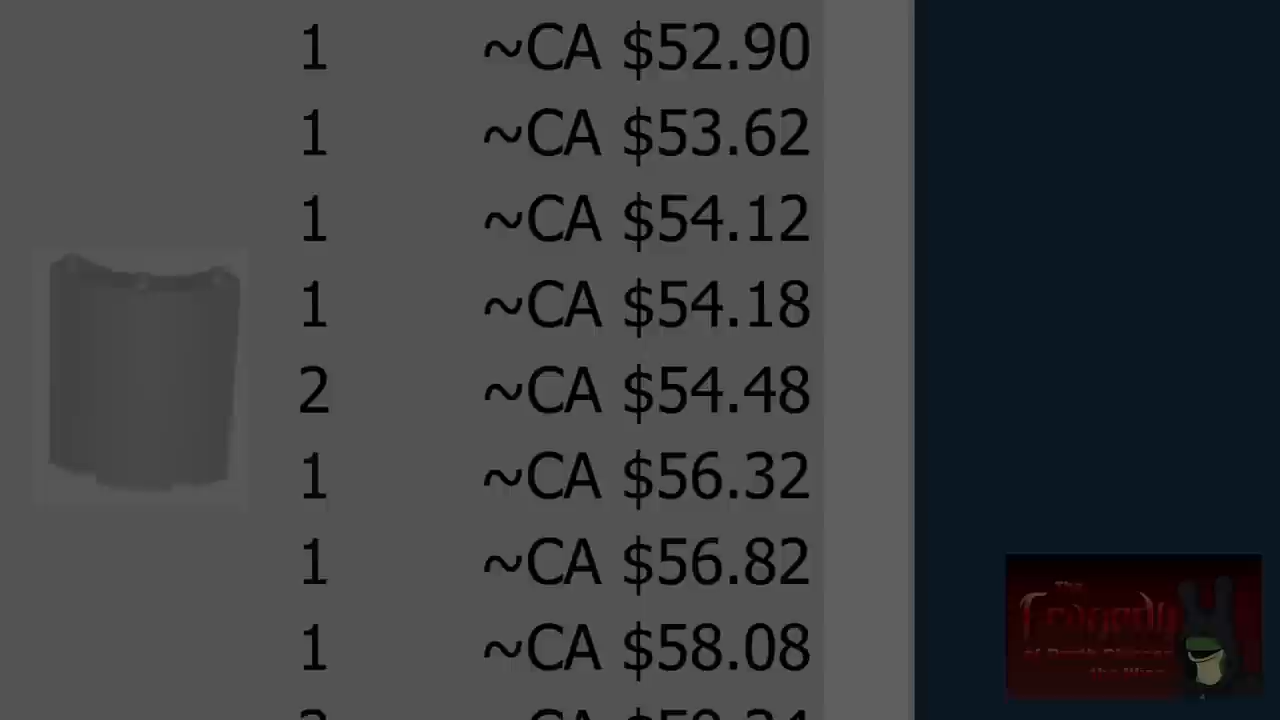 1 ~CA $52.90
1 ~CA $53.62
1 ~CA $54.12
1 ~CA $54.18
2 ~CA $54.48
1 ~CA $56.32
1 ~CA $56.82
1 ~CA $58.08
The